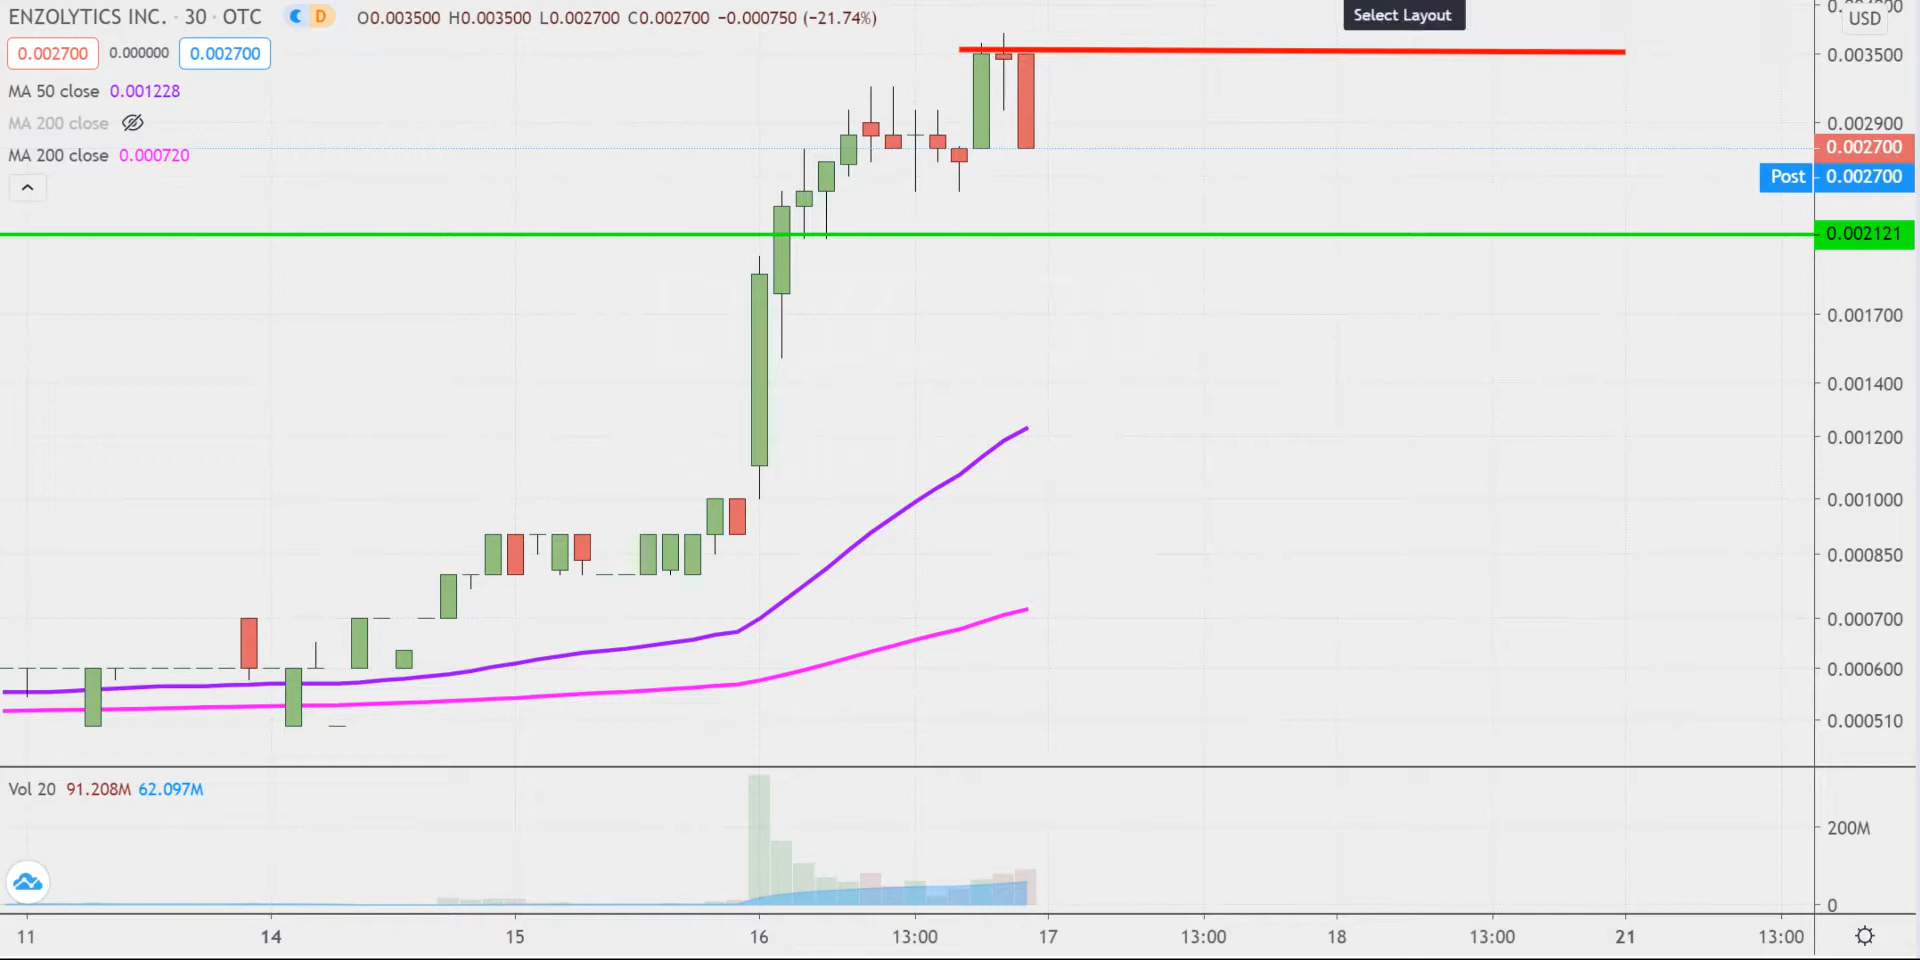 ENZOLYTICS INC. · 30 · OTC D O0.003500 H0.003500 L0.002700 C0.002700 −0.000750 (−21.74%)
Select Layout
USD
0.002700 0.000000 0.002700
MA 50 close 0.001228
MA 200 close
MA 200 close 0.000720
0.003500
0.002900
0.002700
Post 0.002700
0.002121
0.001700
0.001400
0.001200
0.001000
0.000850
0.000700
0.000600
0.000510
Vol 20 91.208M 62.097M
200M
0
11 14 15 16 13:00 17 13:00 18 13:00 21 13:00